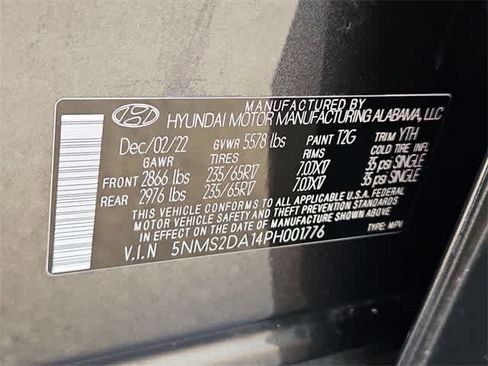 MANUFACTURED BY
HYUNDAI MOTOR MANUFACTURING ALABAMA, LLC
Dec/02/22 GVWR 5578 lbs PAINT T2G TRIM YTH
GAWR TIRES RIMS COLD TIRE INFL
FRONT 2866 lbs 235/65R17 7.0JX17 35 psi SINGLE
REAR 2976 lbs 235/65R17 7.0JX17 35 psi SINGLE
THIS VEHICLE CONFORMS TO ALL APPLICABLE U.S.A. FEDERAL
MOTOR VEHICLE SAFETY STANDARDS IN EFFECT
ON THE DATE OF MANUFACTURE SHOWN ABOVE.
V.I.N 5NMS2DA14PH001776 TYPE: MPV